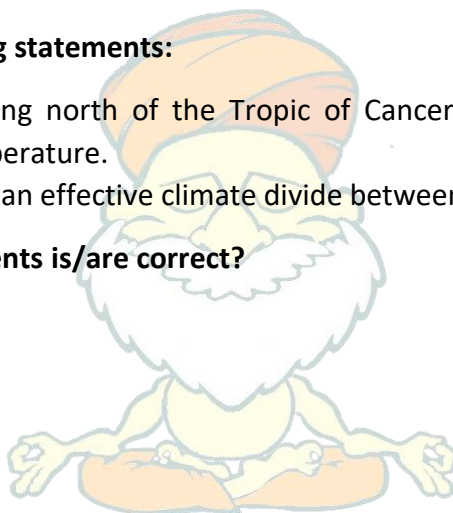 g statements:
ng north of the Tropic of Cancer
perature.
an effective climate divide between
ents is/are correct?